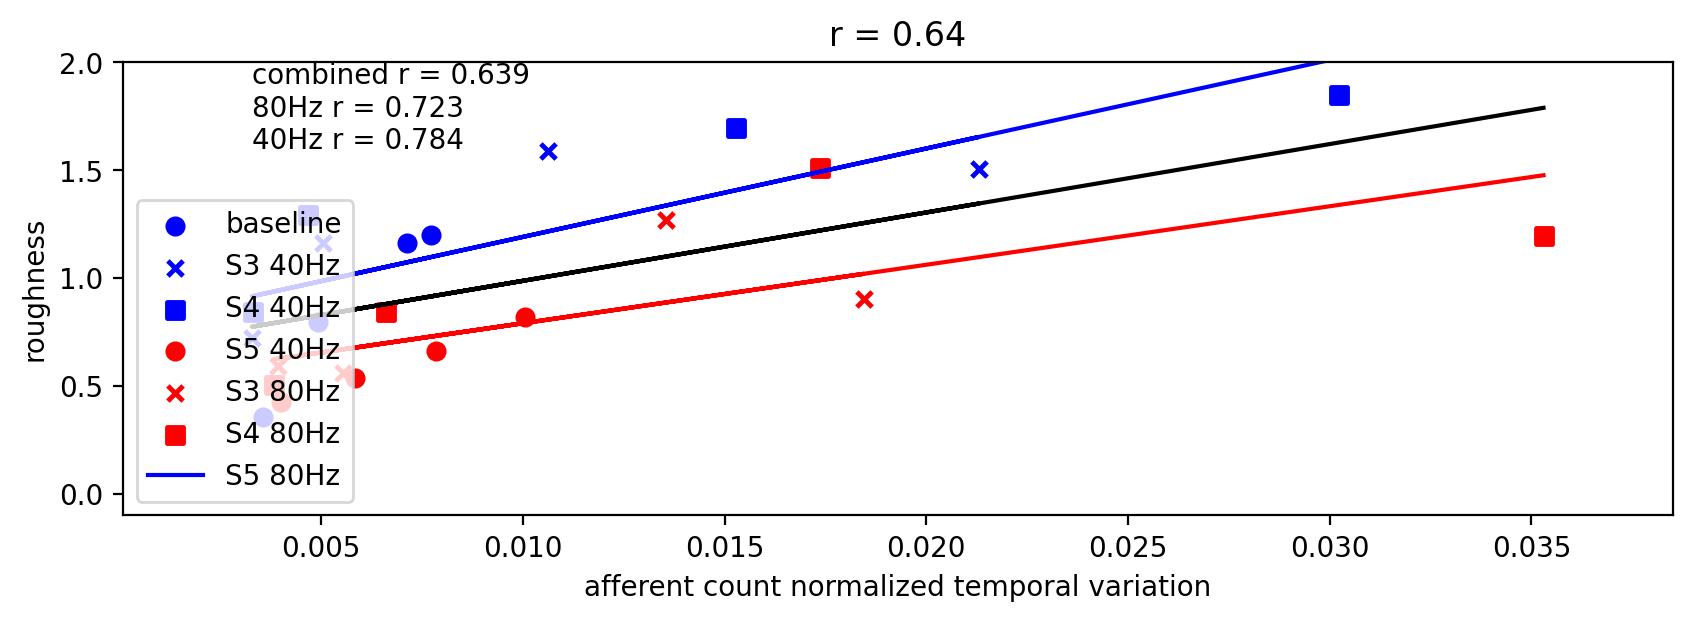 r = 0.64
combined r = 0.639
80Hz r = 0.723
40Hz r = 0.784
2.0
1.5
1.0
0.5
0.0
roughness
baseline
S3 40Hz
S4 40Hz
S5 40Hz
S3 80Hz
S4 80Hz
S5 80Hz
0.005 0.010 0.015 0.020 0.025 0.030 0.035
afferent count normalized temporal variation